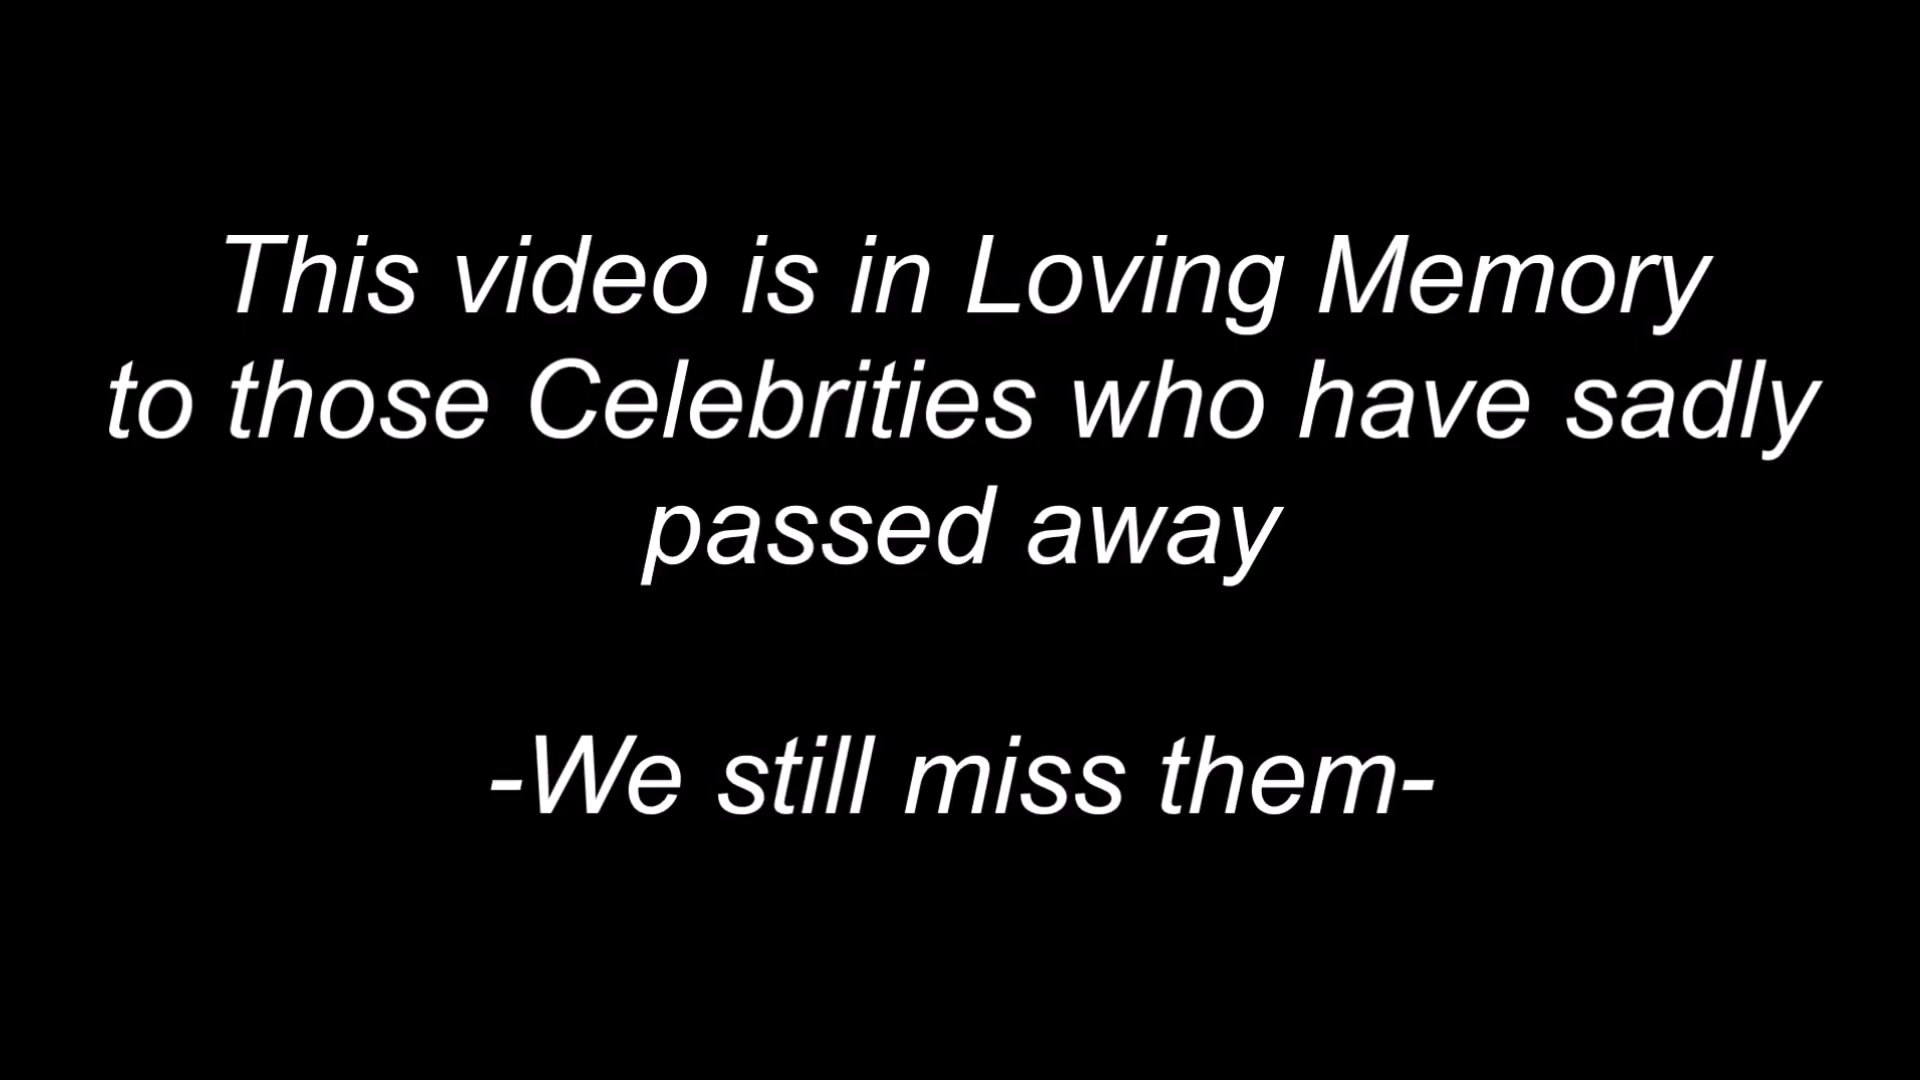 This video is in Loving Memory
to those Celebrities who have sadly
passed away
-We still miss them-